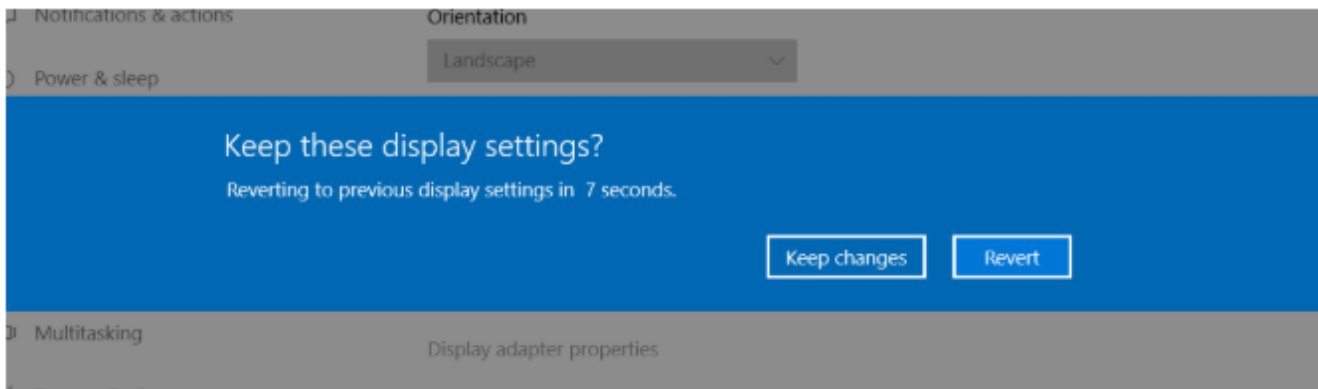 Notifications & actions
Orientation
Landscape
Power & sleep
Keep these display settings?
Reverting to previous display settings in 7 seconds.
Keep changes
Revert
Multitasking
Display adapter properties